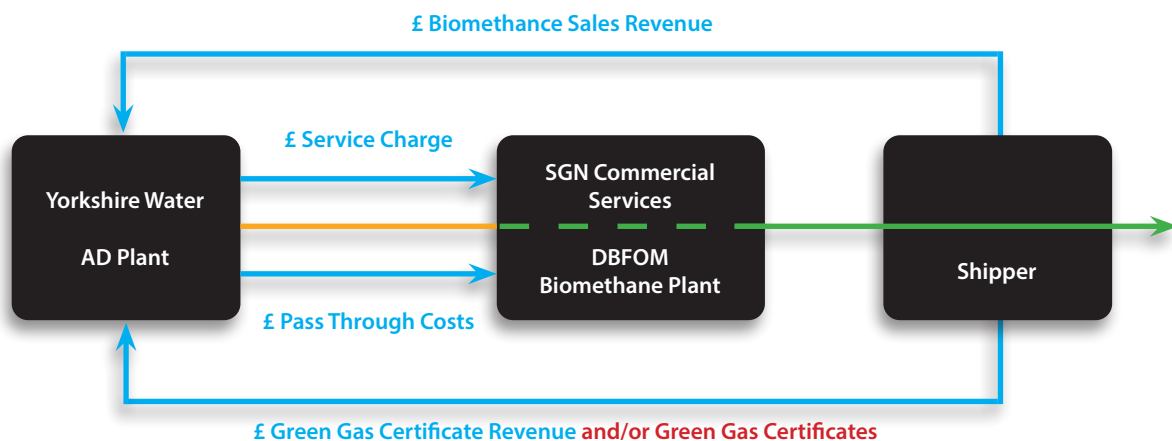 £ Biomethance Sales Revenue
£ Service Charge
Yorkshire Water
AD Plant
SGN Commercial
Services
DBFOM
Biomethane Plant
Shipper
£ Pass Through Costs
£ Green Gas Certificate Revenue and/or Green Gas Certificates